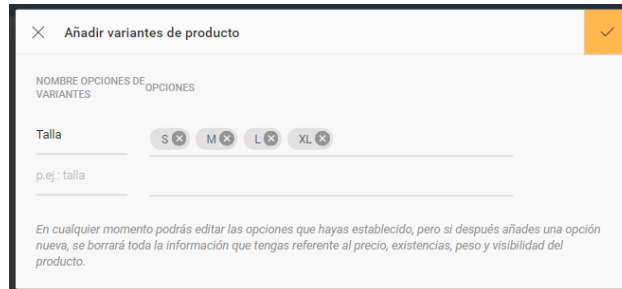 Añadir variantes de producto
NOMBRE OPCIONES DE
VARIANTES
OPCIONES
Talla
S M L XL
p.ej.: talla
En cualquier momento podrás editar las opciones que hayas establecido, pero si después añades una opción
nueva, se borrará toda la información que tengas referente al precio, existencias, peso y visibilidad del
producto.